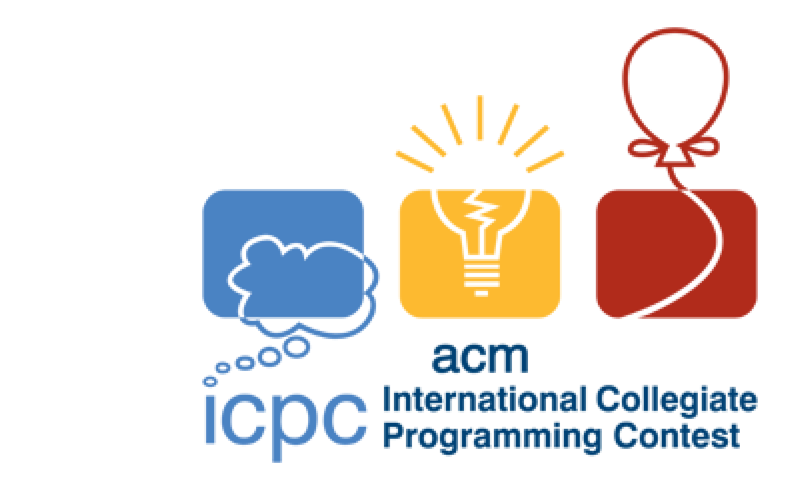 acm
icpc
International Collegiate
Programming Contest